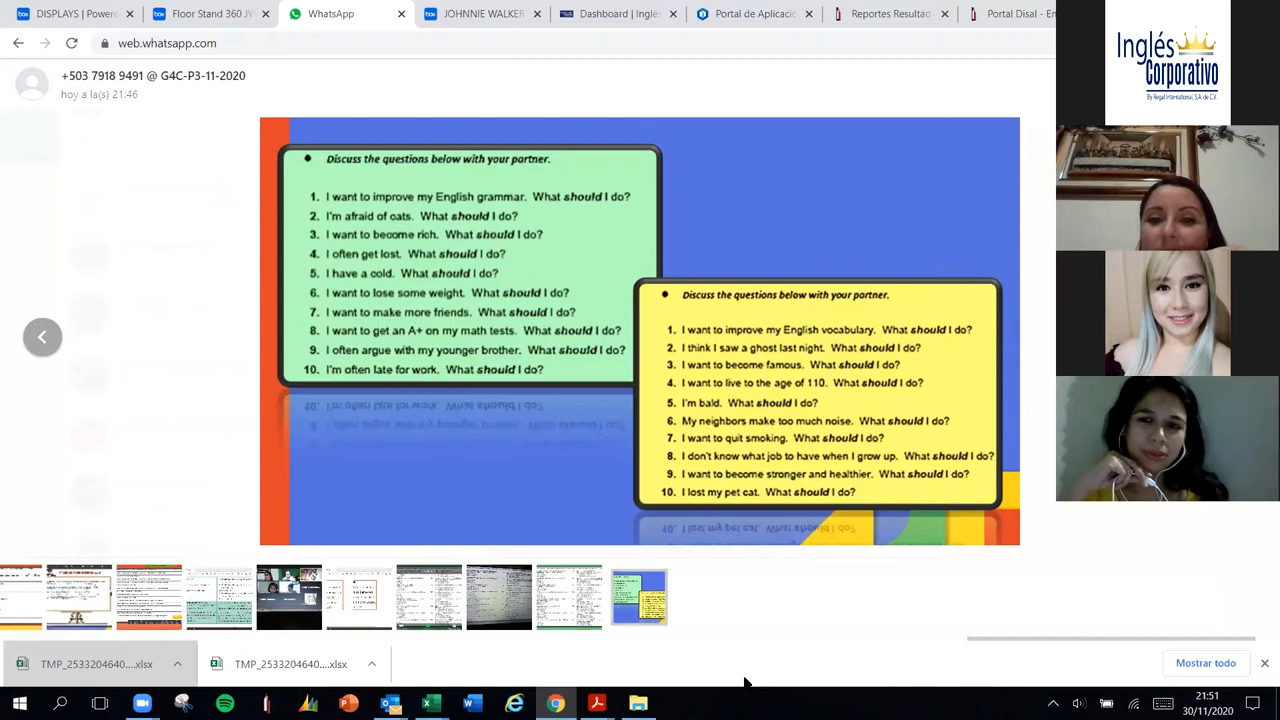 DISPLAYS | Powere
Floor Stand 360 JV
WhatsApp
JOHNNIE WALKER
Dashboard | Inglés
Portal de Aplicacio
Reportes Resultad
Portal Disal - En
web.whatsapp.com
+503 7918 9491 @ G4C-P3-11-2020
hoy a la(s) 21:46
Discuss the questions below with your partner.
1. I want to improve my English grammar. What should I do?
2. I'm afraid of cats. What should I do?
3. I want to become rich. What should I do?
4. I often get lost. What should I do?
5. I have a cold. What should I do?
6. I want to lose some weight. What should I do?
7. I want to make more friends. What should I do?
8. I want to get an A+ on my math tests. What should I do?
9. I often argue with my younger brother. What should I do?
10. I'm often late for work. What should I do?
Discuss the questions below with your partner.
1. I want to improve my English vocabulary. What should I do?
2. I think I saw a ghost last night. What should I do?
3. I want to become famous. What should I do?
4. I want to live to the age of 110. What should I do?
5. I'm bald. What should I do?
6. My neighbors make too much noise. What should I do?
7. I want to quit smoking. What should I do?
8. I don't know what job to have when I grow up. What should I do?
9. I want to become stronger and healthier. What should I do?
10. I lost my pet cat. What should I do?
Inglés
Corporativo
By Regal International, S.A. de C.V.
TMP_2533204640....xlsx
TMP_2533204640....xlsx
Mostrar todo
21:51
30/11/2020